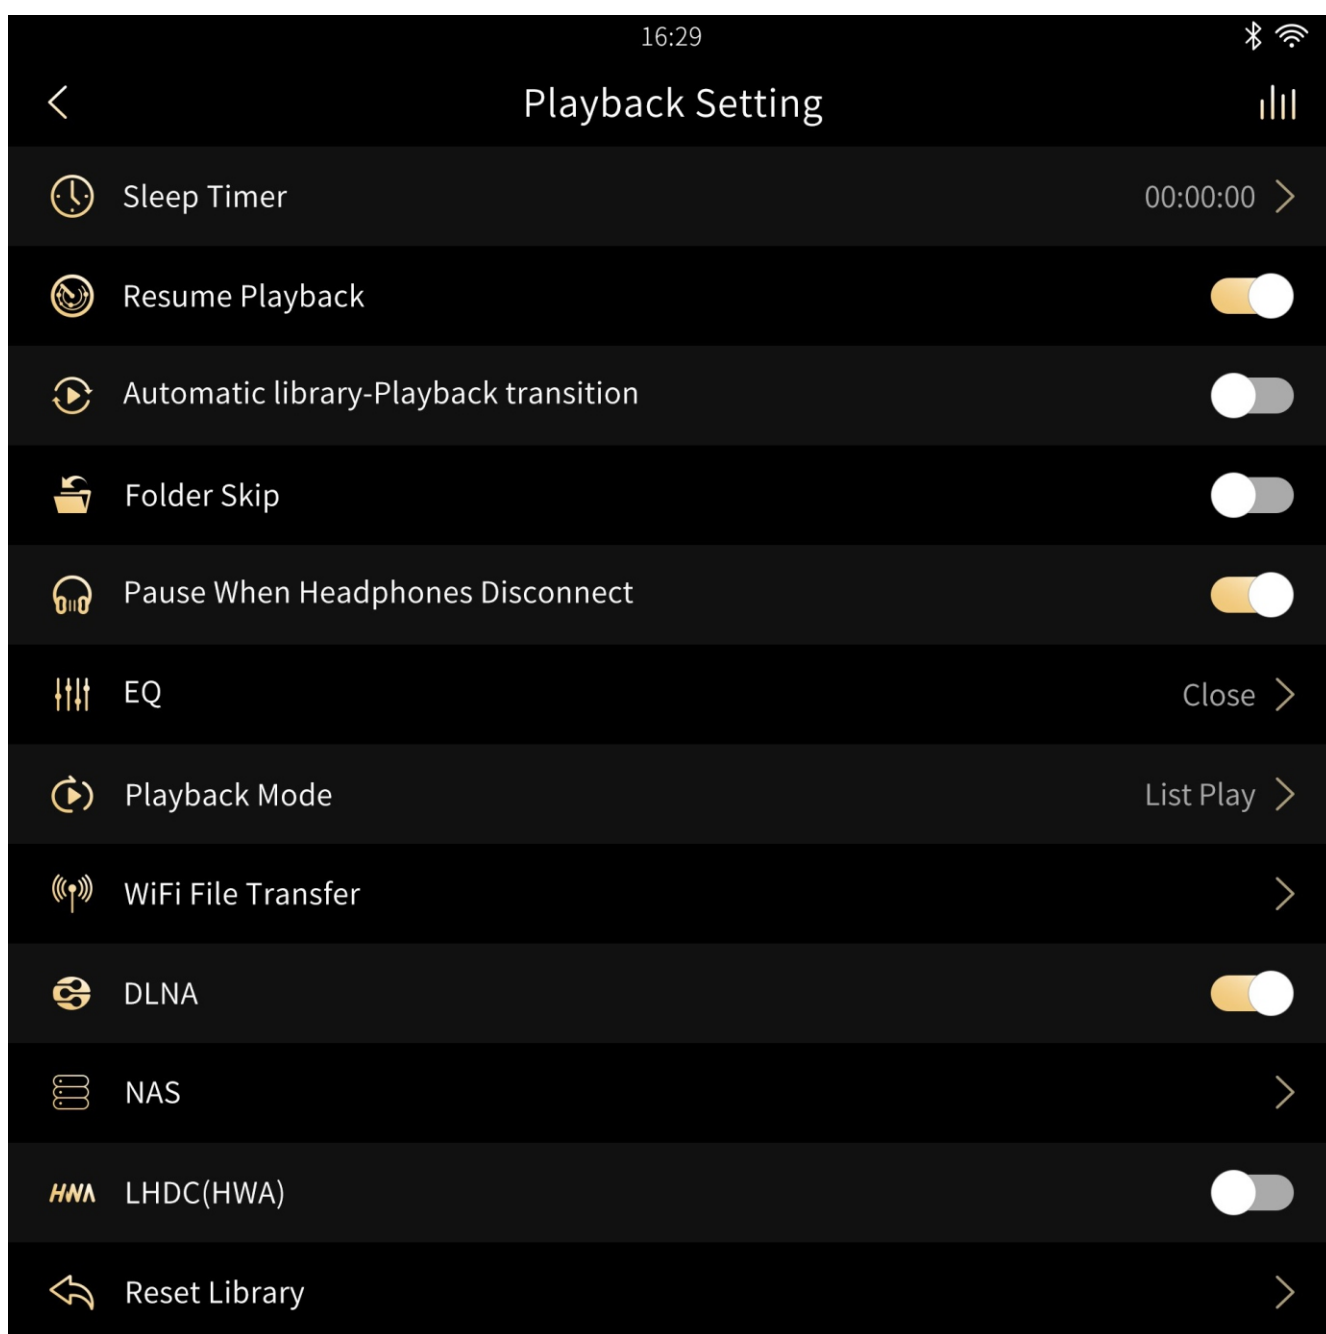 16:29
Playback Setting
Sleep Timer 00:00:00
Resume Playback
Automatic library-Playback transition
Folder Skip
Pause When Headphones Disconnect
EQ Close
Playback Mode List Play
WiFi File Transfer
DLNA
NAS
HWA LHDC(HWA)
Reset Library